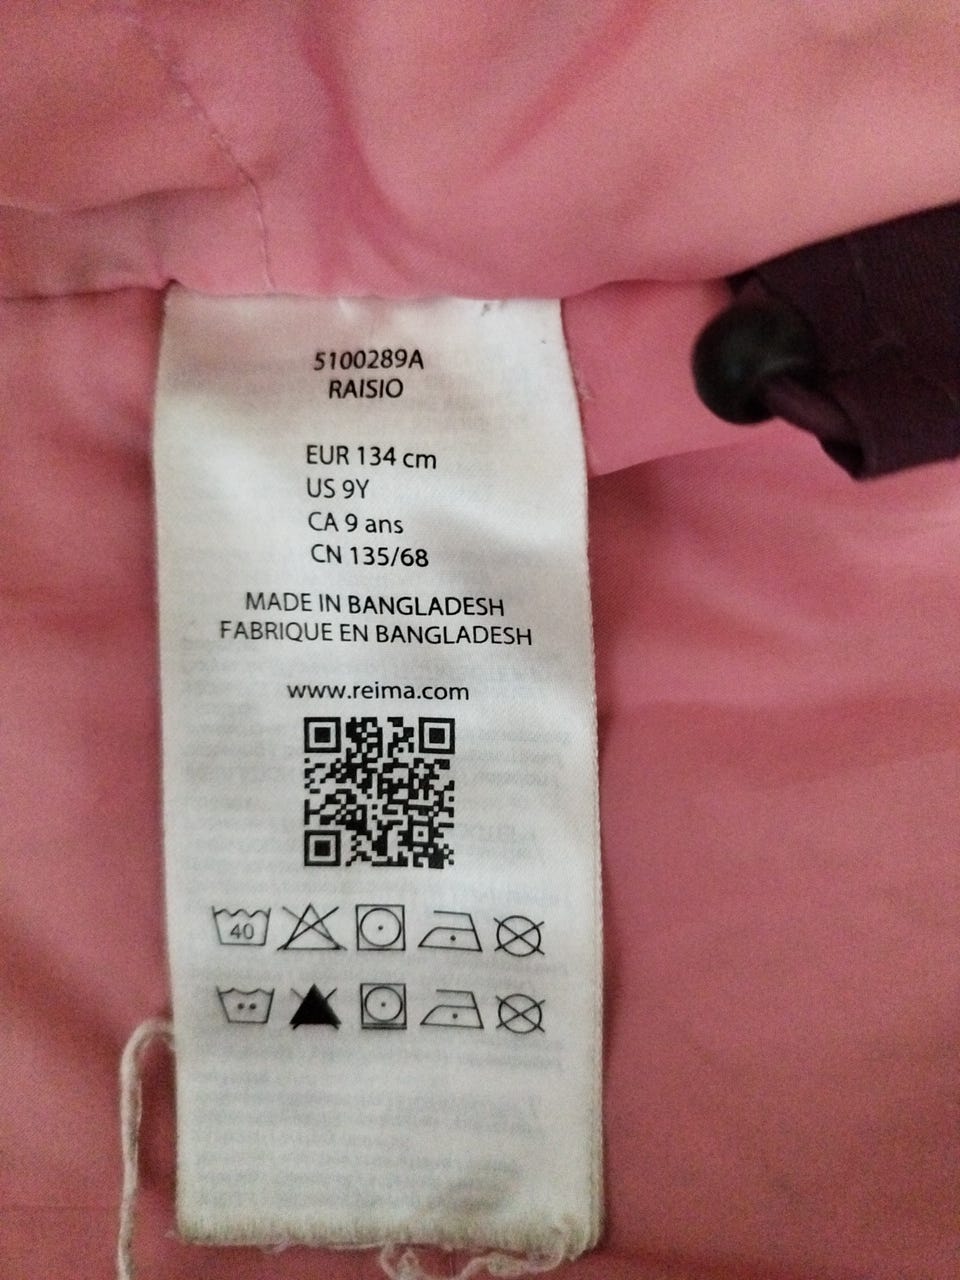 5100289A
RAISIO
EUR 134 cm
US 9Y
CA 9 ans
CN 135/68
MADE IN BANGLADESH
FABRIQUE EN BANGLADESH
www.reima.com
40